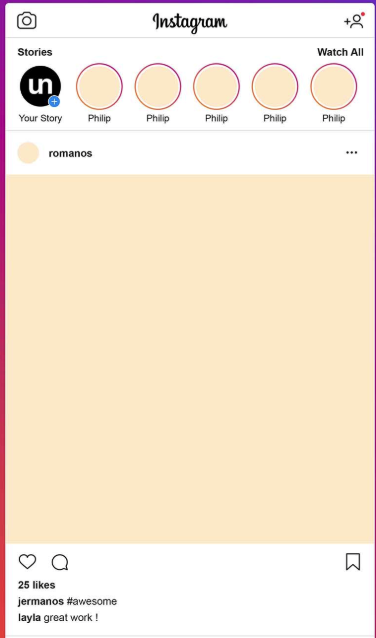 Instagram
Stories Watch All
un
Your Story Philip Philip Philip Philip Philip
romanos
25 likes
jermanos #awesome
layla great work !